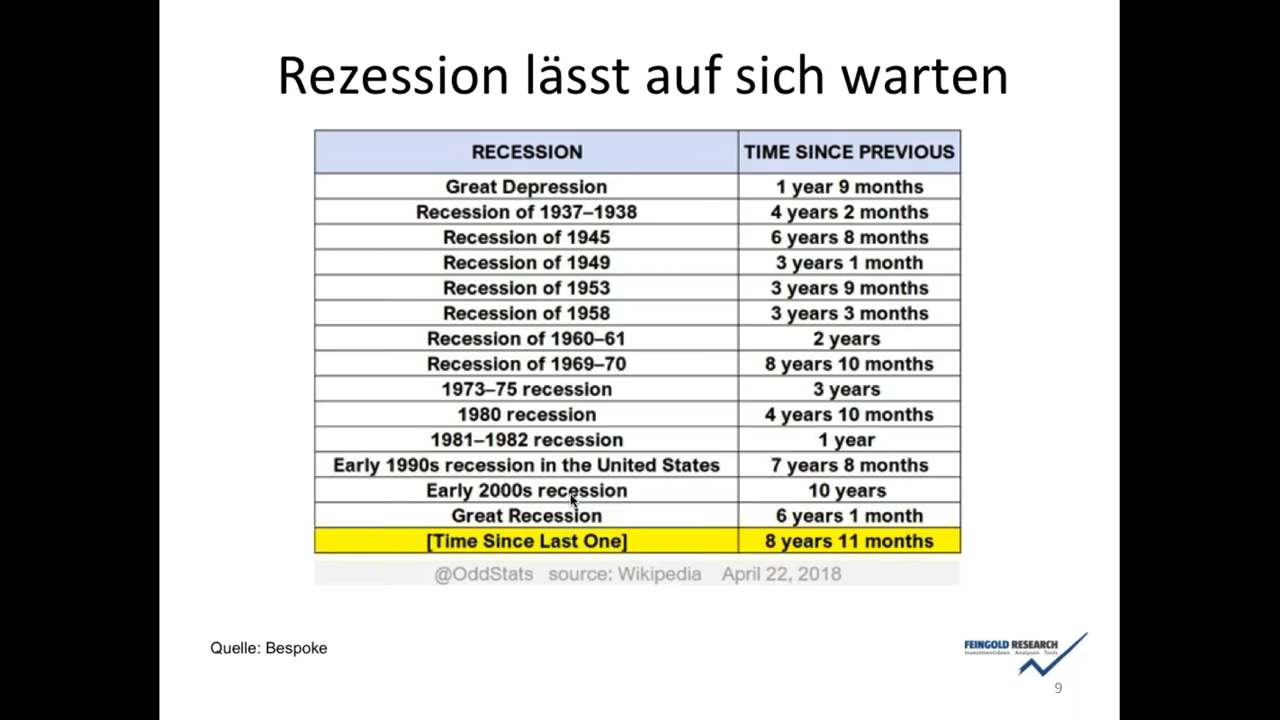 Rezession lässt auf sich warten
RECESSION TIME SINCE PREVIOUS
Great Depression 1 year 9 months
Recession of 1937–1938 4 years 2 months
Recession of 1945 6 years 8 months
Recession of 1949 3 years 1 month
Recession of 1953 3 years 9 months
Recession of 1958 3 years 3 months
Recession of 1960–61 2 years
Recession of 1969–70 8 years 10 months
1973–75 recession 3 years
1980 recession 4 years 10 months
1981–1982 recession 1 year
Early 1990s recession in the United States 7 years 8 months
Early 2000s recession 10 years
Great Recession 6 years 1 month
[Time Since Last One] 8 years 11 months
@OddStats source: Wikipedia April 22, 2018
Quelle: Bespoke
FEINGOLD RESEARCH
Investmentideen Analysen Tools
9